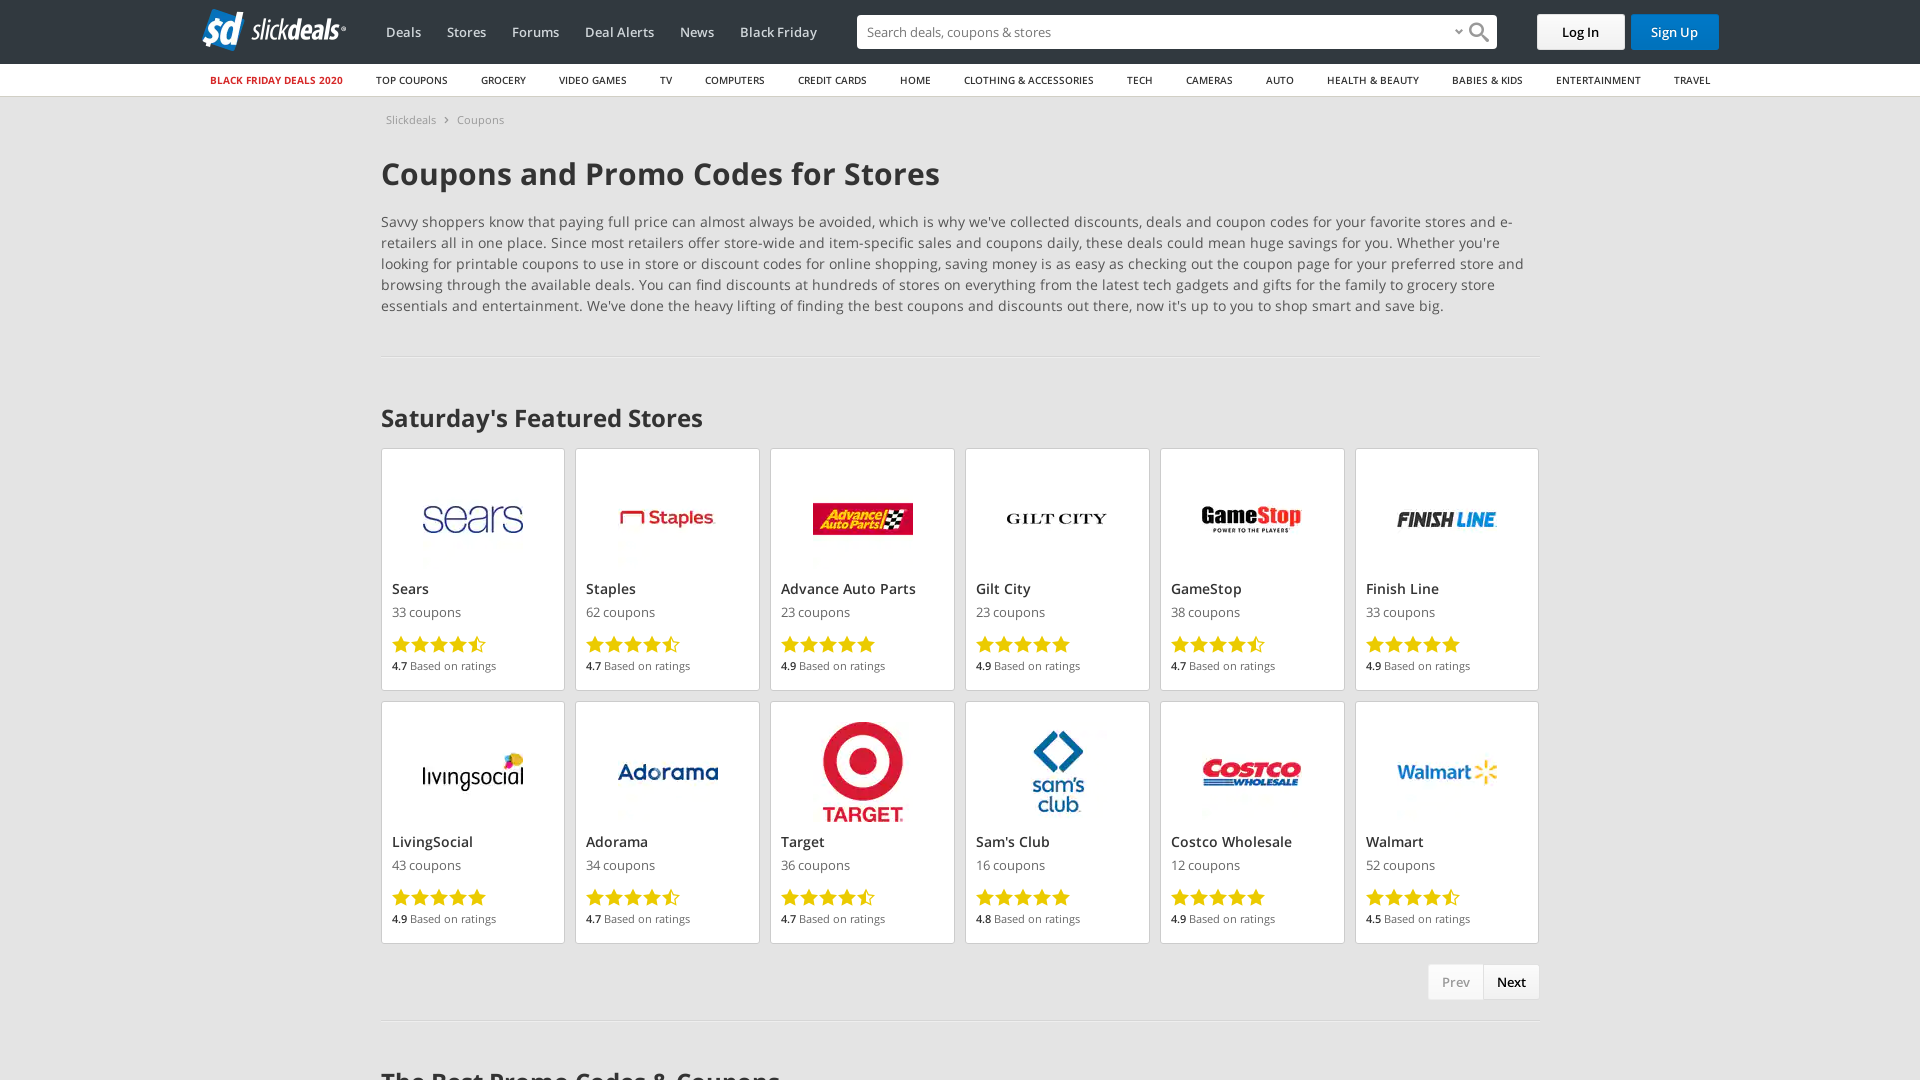 sd slickdeals
Deals
Stores
Forums
Deal Alerts
News
Black Friday
Search deals, coupons & stores
Log In
Sign Up
BLACK FRIDAY DEALS 2020
TOP COUPONS
GROCERY
VIDEO GAMES
TV
COMPUTERS
CREDIT CARDS
HOME
CLOTHING & ACCESSORIES
TECH
CAMERAS
AUTO
HEALTH & BEAUTY
BABIES & KIDS
ENTERTAINMENT
TRAVEL
Slickdeals › Coupons
Coupons and Promo Codes for Stores
Savvy shoppers know that paying full price can almost always be avoided, which is why we've collected discounts, deals and coupon codes for your favorite stores and e-
retailers all in one place. Since most retailers offer store-wide and item-specific sales and coupons daily, these deals could mean huge savings for you. Whether you're
looking for printable coupons to use in store or discount codes for online shopping, saving money is as easy as checking out the coupon page for your preferred store and
browsing through the available deals. You can find discounts at hundreds of stores on everything from the latest tech gadgets and gifts for the family to grocery store
essentials and entertainment. We've done the heavy lifting of finding the best coupons and discounts out there, now it's up to you to shop smart and save big.
Saturday's Featured Stores
sears
Sears
33 coupons
4.7 Based on ratings
Staples
Staples
62 coupons
4.7 Based on ratings
Advance Auto Parts
Advance Auto Parts
23 coupons
4.9 Based on ratings
GILT CITY
Gilt City
23 coupons
4.9 Based on ratings
GameStop
POWER TO THE PLAYERS
GameStop
38 coupons
4.7 Based on ratings
FINISH LINE
Finish Line
33 coupons
4.9 Based on ratings
livingsocial
LivingSocial
43 coupons
4.9 Based on ratings
Adorama
Adorama
34 coupons
4.7 Based on ratings
TARGET
Target
36 coupons
4.7 Based on ratings
sam's
club
Sam's Club
16 coupons
4.8 Based on ratings
COSTCO
WHOLESALE
Costco Wholesale
12 coupons
4.9 Based on ratings
Walmart
Walmart
52 coupons
4.5 Based on ratings
Prev
Next
The Best Promo Codes & Coupons